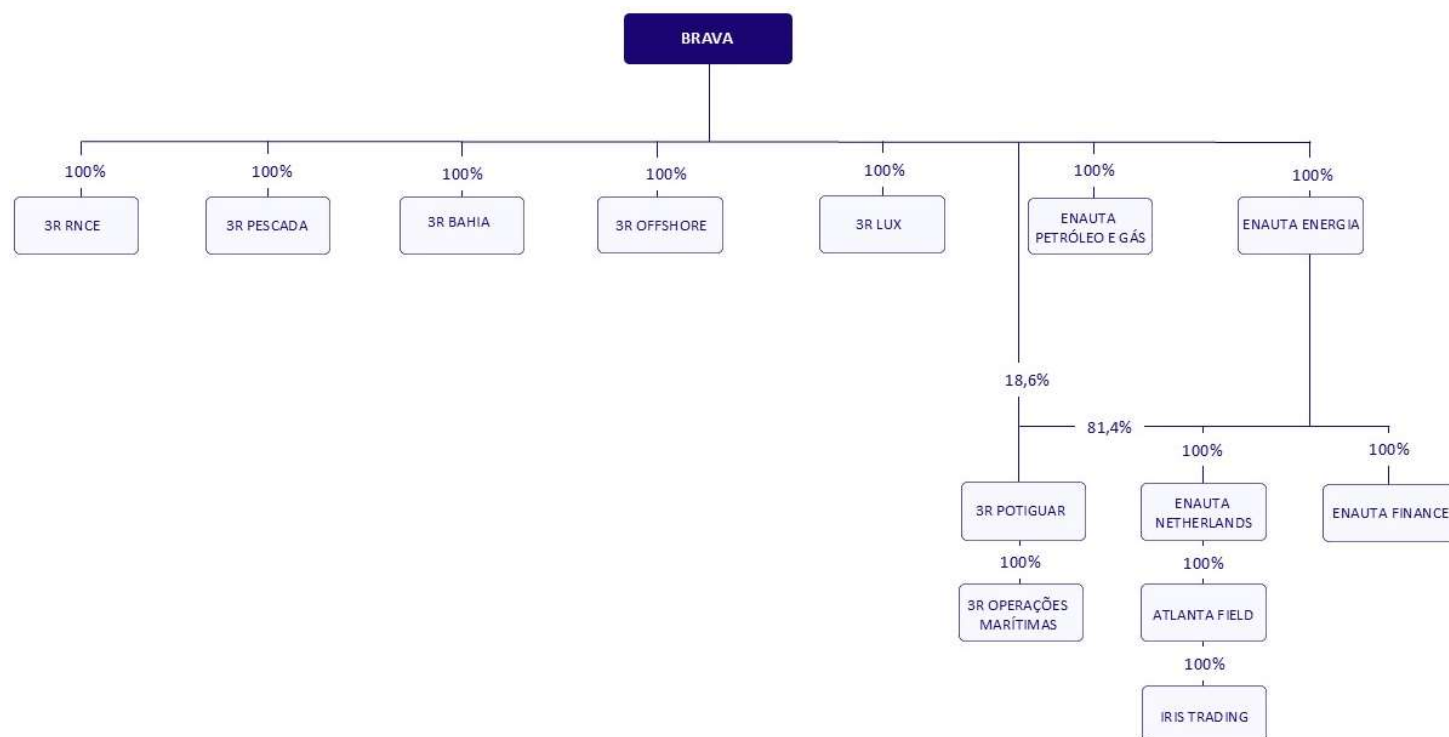 BRAVA
100%
100%
100%
100%
100%
100%
100%
3R RNCE
3R PESCADA
3R BAHIA
3R OFFSHORE
3R LUX
ENAUTA
PETRÓLEO E GÁS
ENAUTA ENERGIA
18,6%
81,4%
100%
100%
3R POTIGUAR
ENAUTA
NETHERLANDS
ENAUTA FINANCE
100%
100%
3R OPERAÇÕES
MARÍTIMAS
ATLANTA FIELD
100%
IRIS TRADING